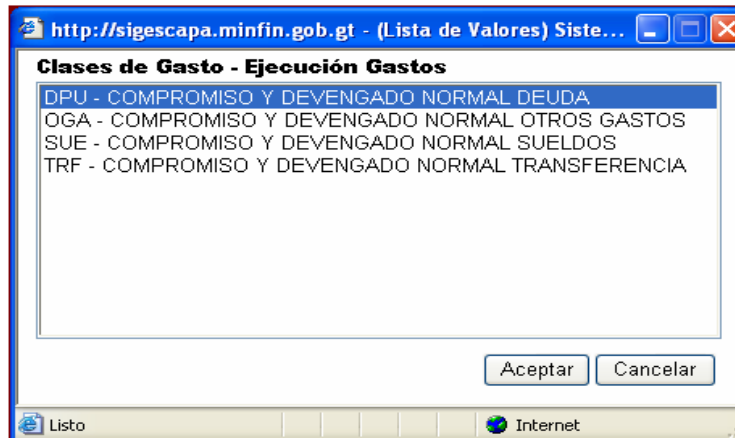 http://sigescapa.minfin.gob.gt - (Lista de Valores) Siste...
Clases de Gasto - Ejecución Gastos
DPU - COMPROMISO Y DEVENGADO NORMAL DEUDA
OGA - COMPROMISO Y DEVENGADO NORMAL OTROS GASTOS
SUE - COMPROMISO Y DEVENGADO NORMAL SUELDOS
TRF - COMPROMISO Y DEVENGADO NORMAL TRANSFERENCIA
Aceptar Cancelar
Listo Internet